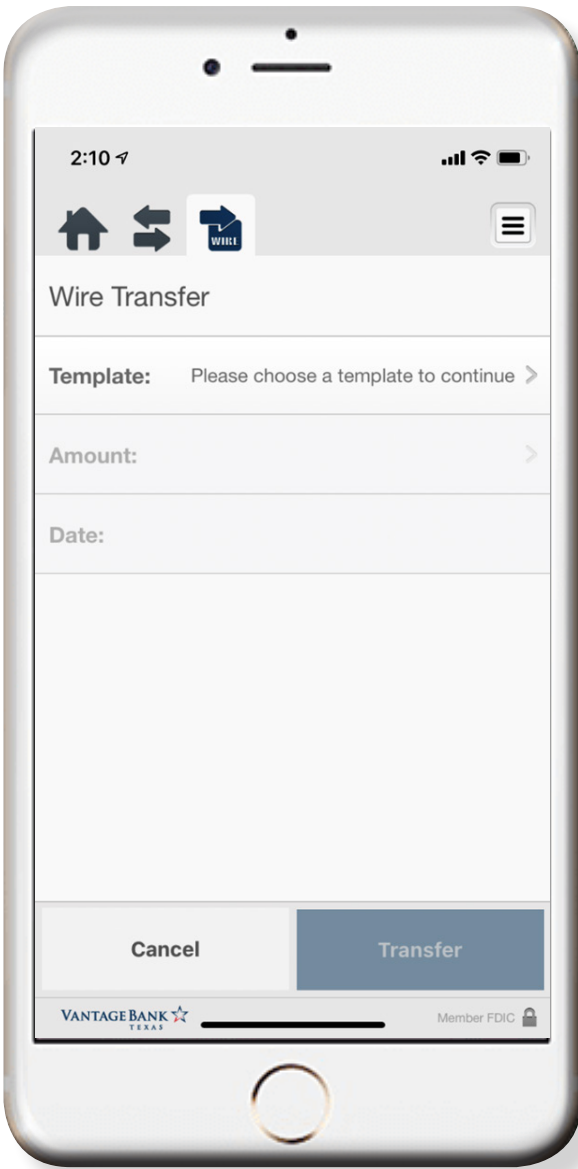 2:10
WIRE
Wire Transfer
Template: Please choose a template to continue
Amount:
Date:
Cancel Transfer
VANTAGE BANK
TEXAS
Member FDIC